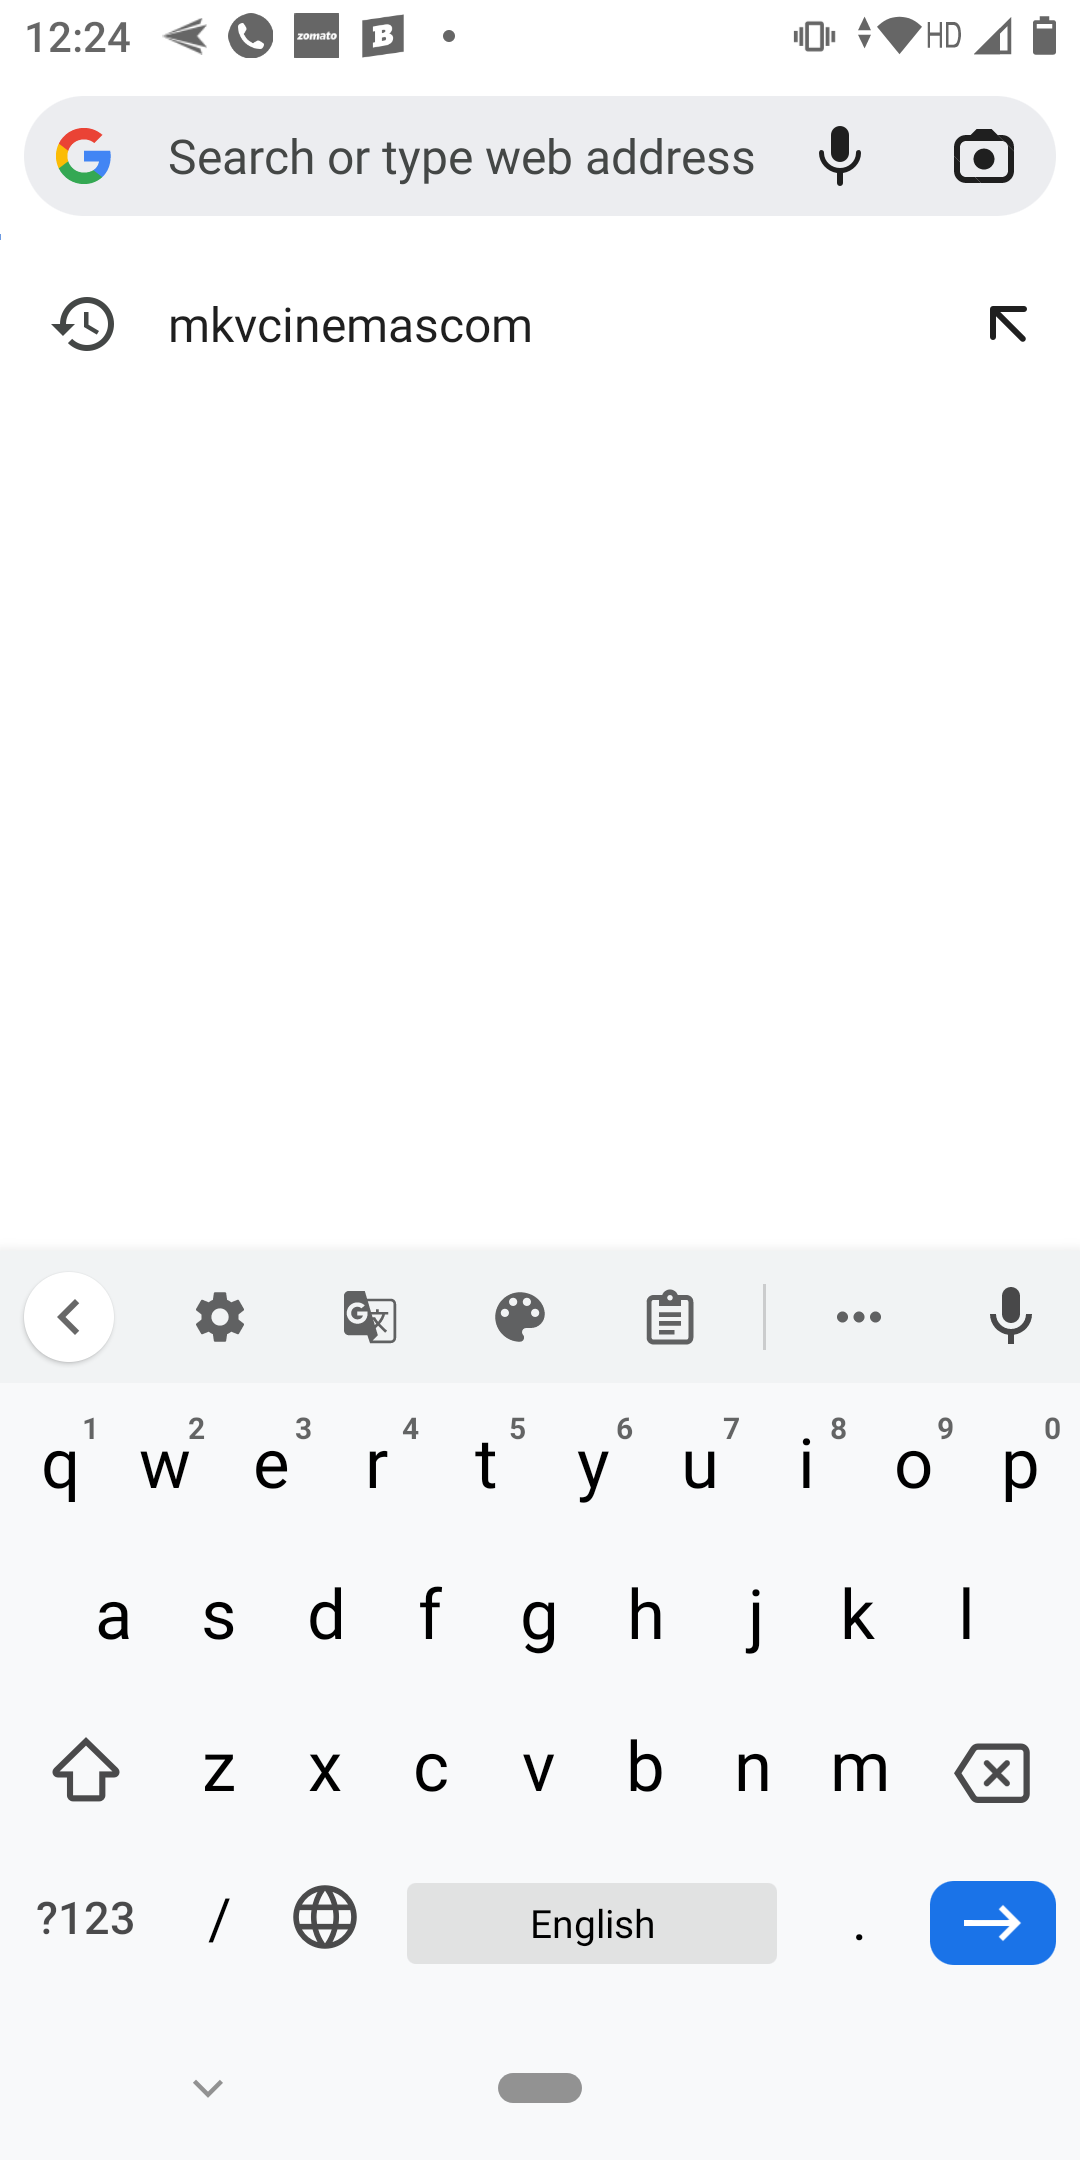 12:24 zomato B HD
Search or type web address
mkvcinemascom
G 文
1 2 3 4 5 6 7 8 9 0
q w e r t y u i o p
a s d f g h j k l
z x c v b n m
?123 / English .